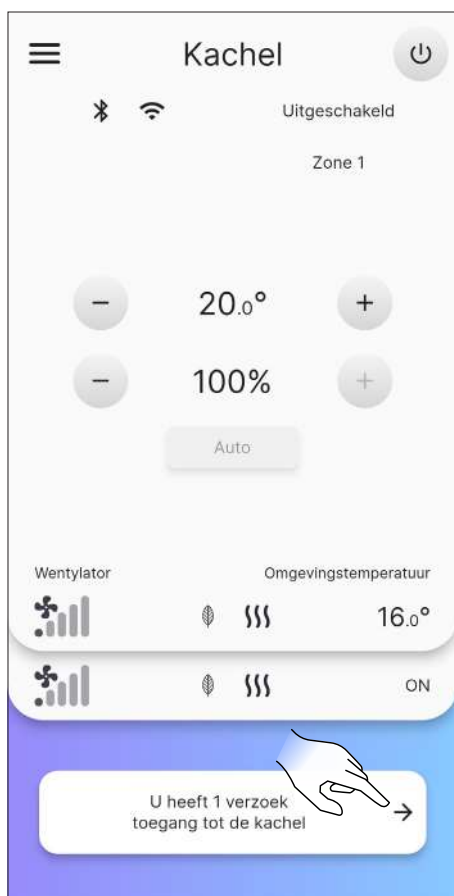 Kachel
Uitgeschakeld
Zone 1
20.0°
100%
Auto
Wentylator
Omgevingstemperatuur
16.0°
ON
U heeft 1 verzoek
toegang tot de kachel